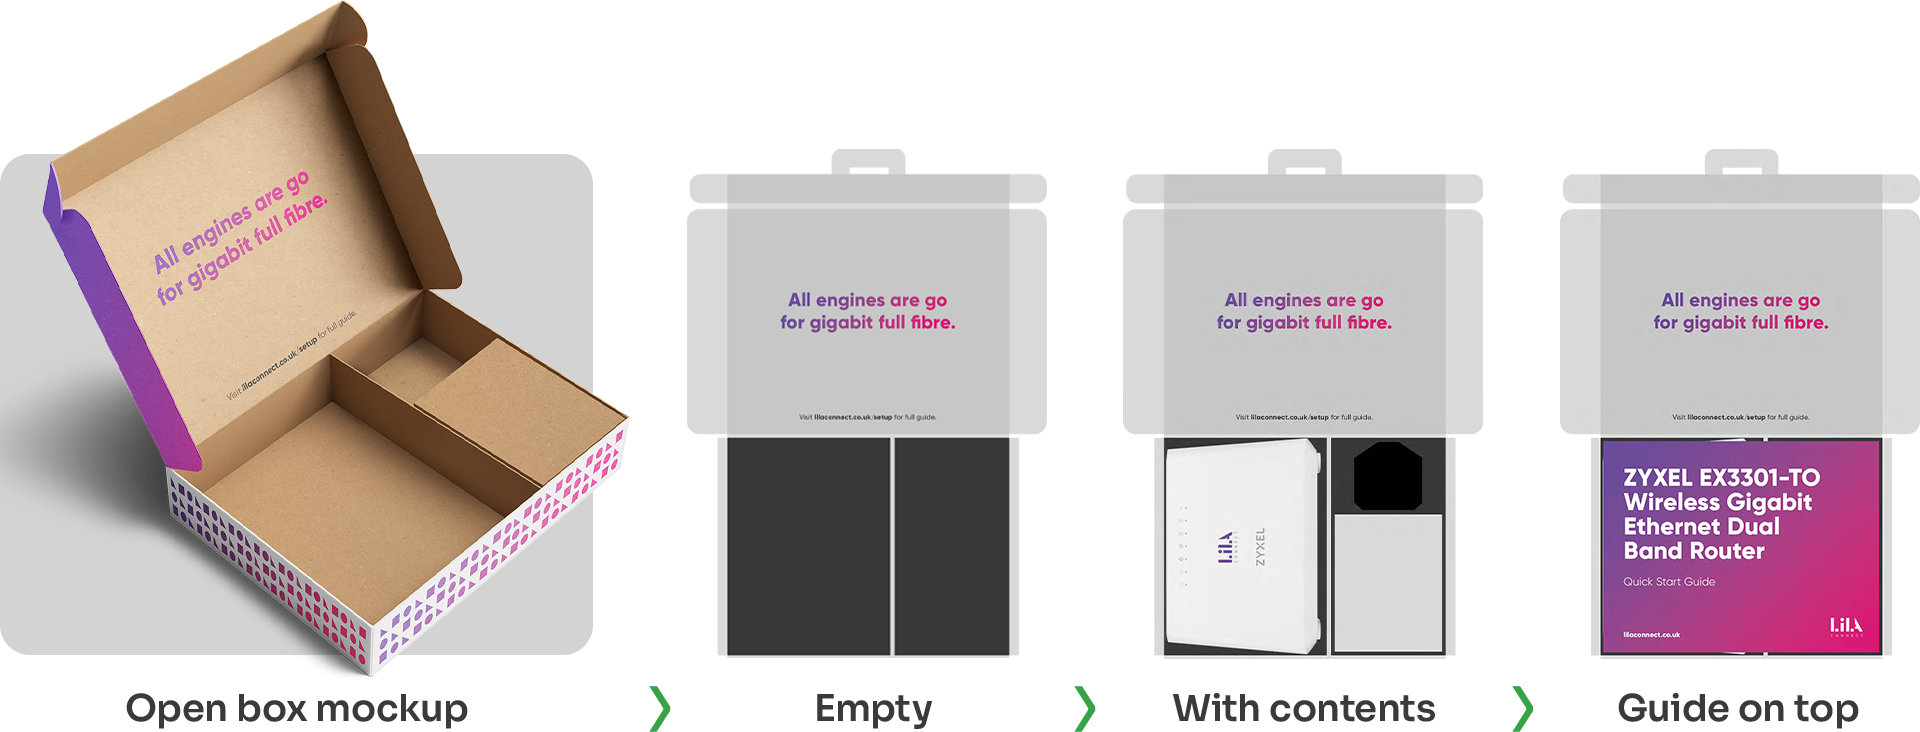 All engines are go
for gigabit full fibre.
Visit lilaconnect.co.uk/setup for full guide.
Open box mockup
All engines are go
for gigabit full fibre.
Visit lilaconnect.co.uk/setup for full guide.
Empty
All engines are go
for gigabit full fibre.
Visit lilaconnect.co.uk/setup for full guide.
LiLA
CONNECT
ZYXEL
With contents
All engines are go
for gigabit full fibre.
Visit lilaconnect.co.uk/setup for full guide.
ZYXEL EX3301-TO
Wireless Gigabit
Ethernet Dual
Band Router
Quick Start Guide
lilaconnect.co.uk
LiLA
CONNECT
Guide on top